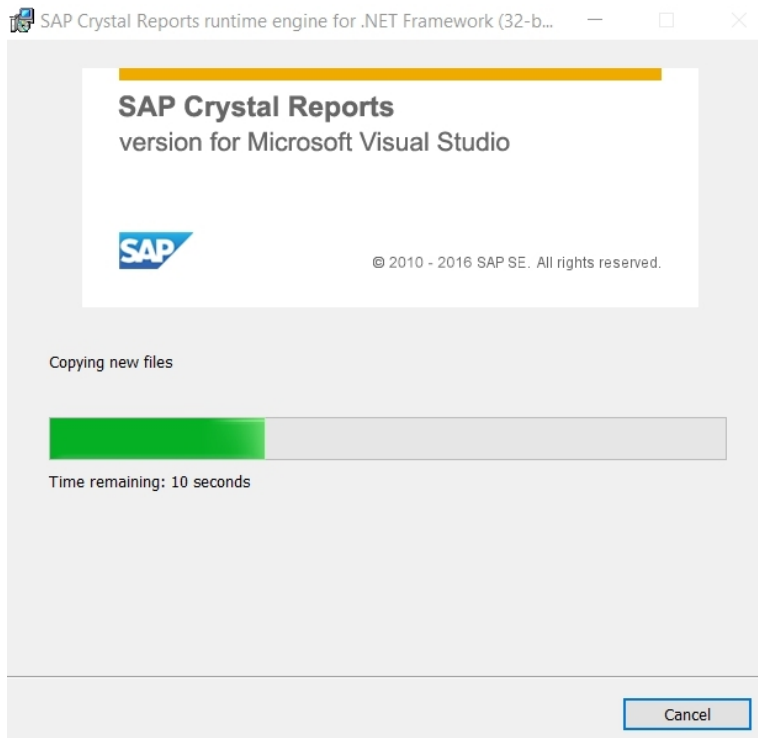 SAP Crystal Reports runtime engine for .NET Framework (32-b...
SAP Crystal Reports
version for Microsoft Visual Studio
SAP
© 2010 - 2016 SAP SE. All rights reserved.
Copying new files
Time remaining: 10 seconds
Cancel